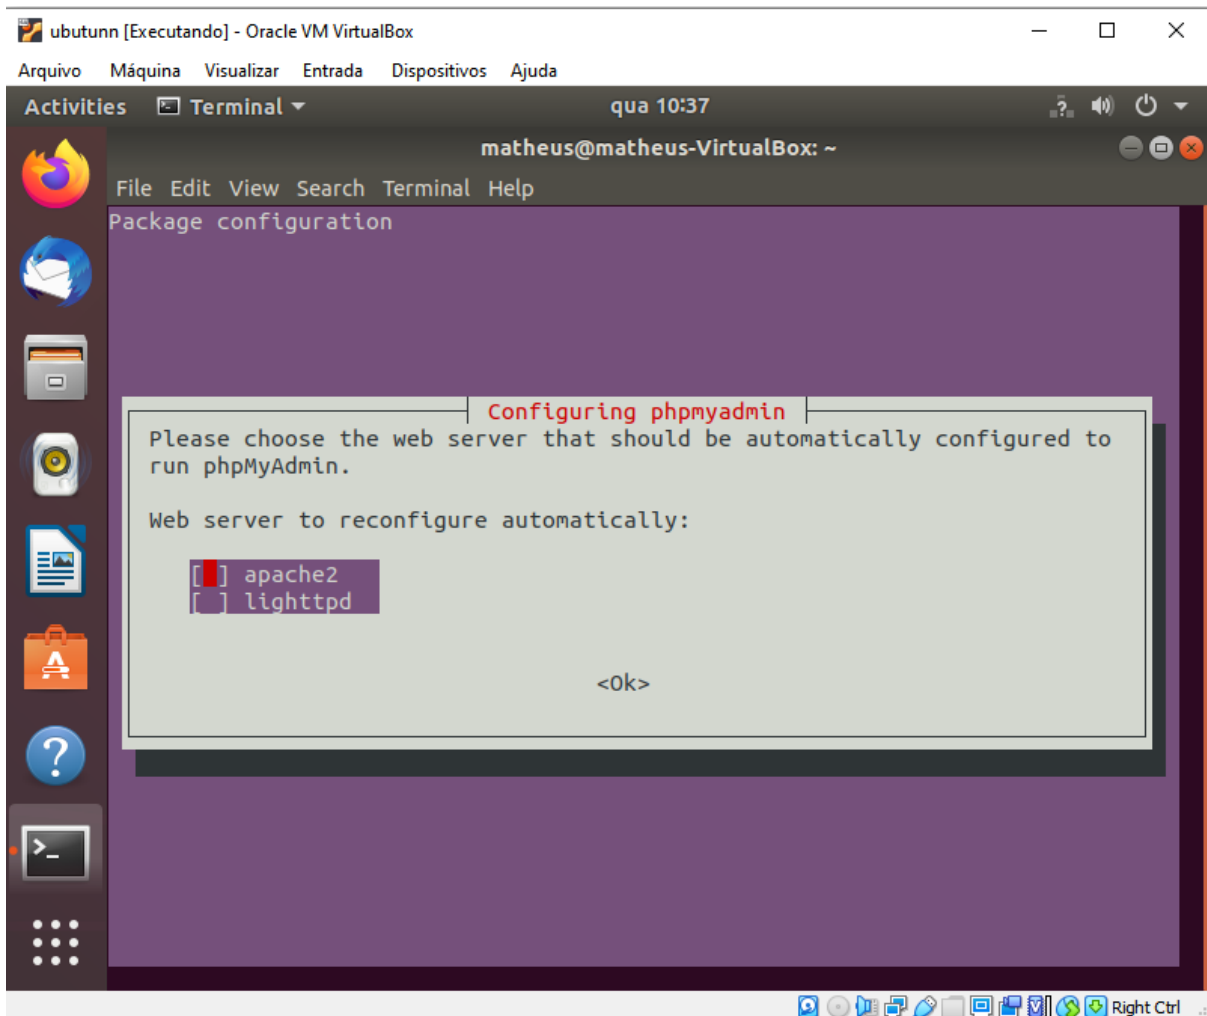 ubutunn [Executando] - Oracle VM VirtualBox
Arquivo Máquina Visualizar Entrada Dispositivos Ajuda
Activities Terminal qua 10:37
matheus@matheus-VirtualBox: ~
File Edit View Search Terminal Help
Package configuration
Configuring phpmyadmin
Please choose the web server that should be automatically configured to
run phpMyAdmin.
Web server to reconfigure automatically:
[ ] apache2
[ ] lighttpd
<Ok>
Right Ctrl